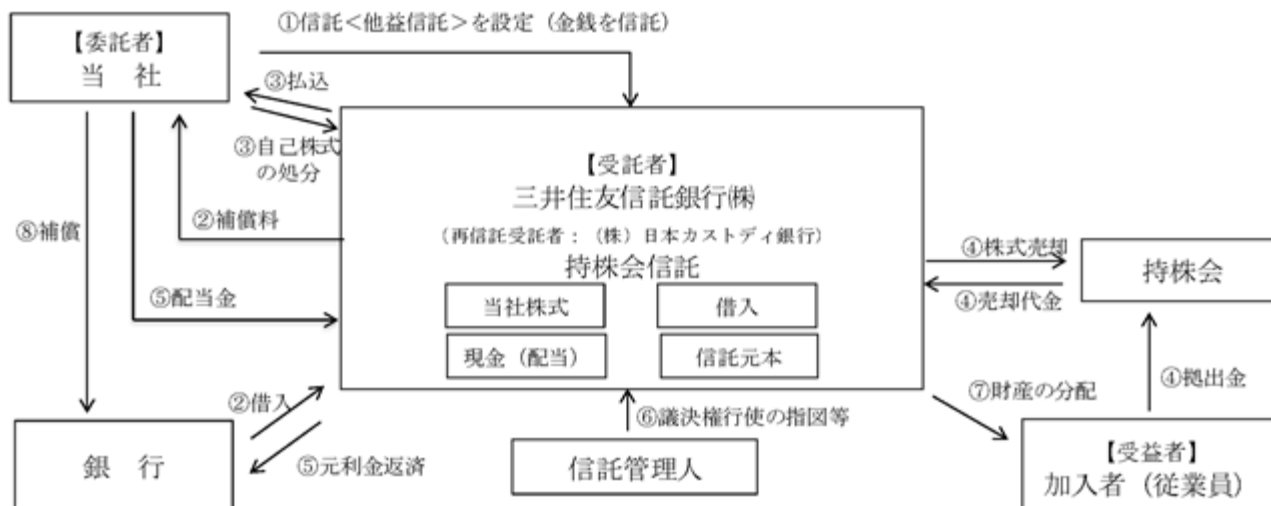 ①信託<他益信託>を設定（金銭を信託）
【委託者】
当 社
③払込
③自己株式
の処分
【受託者】
三井住友信託銀行㈱
（再信託受託者：（株）日本カストディ銀行）
持株会信託
⑧補償
②補償料
④株式売却
持株会
⑤配当金
当社株式
借入
④売却代金
現金（配当）
信託元本
④拠出金
②借入
⑦財産の分配
⑥議決権行使の指図等
銀 行
⑤元利金返済
信託管理人
【受益者】
加入者（従業員）